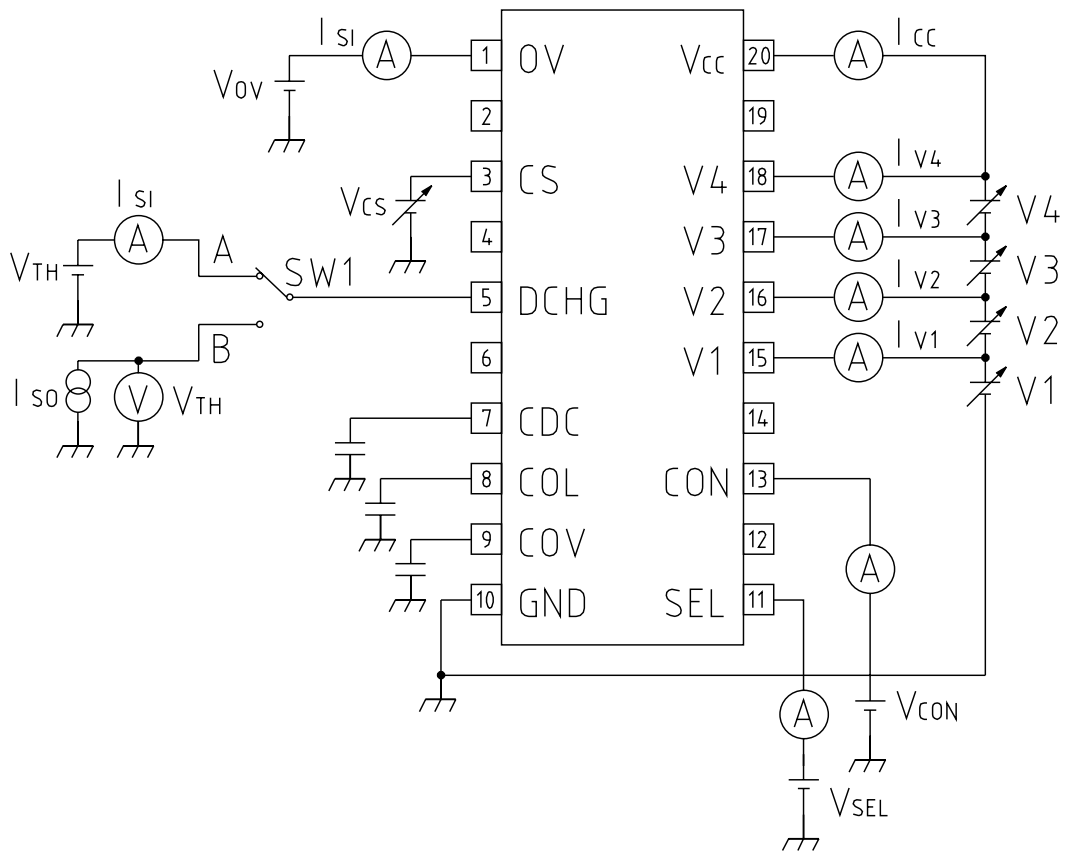 ISI A 1 OV VCC 20 A ICC
VOV
2 19
3 CS V4 18 A IV4
VCS V4
ISI
A A 4 V3 17 A IV3
VTH V3
SW1 5 DCHG V2 16 A IV2
V2
B 6 V1 15 A IV1
ISO V VTH V1
7 CDC 14
8 COL CON 13
9 COV 12
A
10 GND SEL 11
A VCON
VSEL